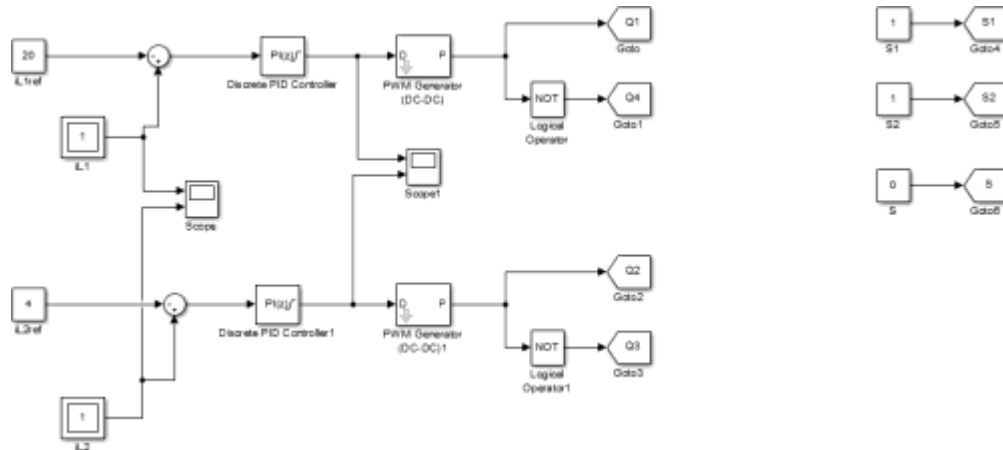 20
iL1ref
PI(z)
Discrete PID Controller
D
P
PWM Generator
(DC-DC)
Q1
Goto
NOT
Logical
Operator
Q4
Goto1
1
iL1
Scope
Scope1
4
PI(z)
Discrete PID Controller1
D
P
PWM Generator
(DC-DC)1
Q2
Goto2
NOT
Logical
Operator1
Q3
Goto3
1
iL2
1
S1
S1
Goto4
1
S2
S2
Goto5
0
S
S
Goto6